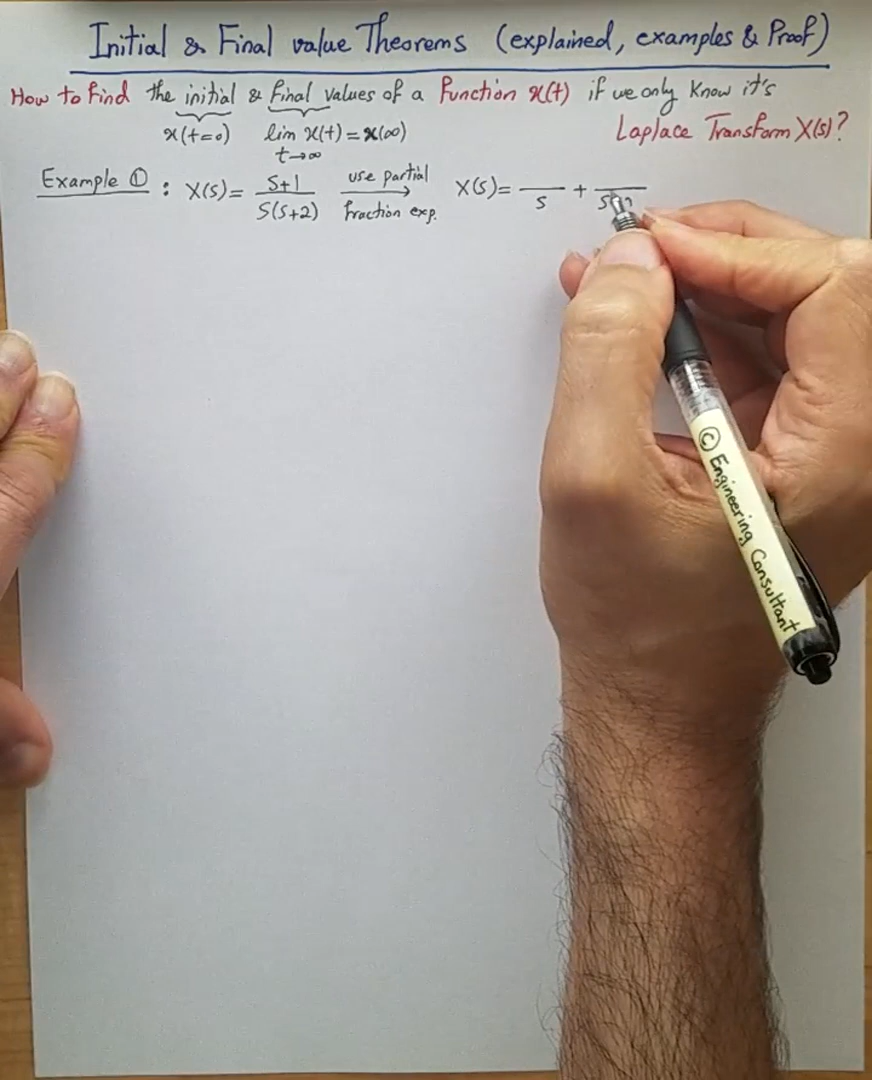 Initial & Final value Theorems (explained, examples & Proof)
How to find the initial & final values of a function x(t) if we only know it's
x(t=0) lim x(t) = x(∞) Laplace Transform X(s)?
t→∞
Example ① : X(s) = S+1 / S(S+2) use partial fraction exp. → X(s) = — / s + — / 
© Engineering Consultant